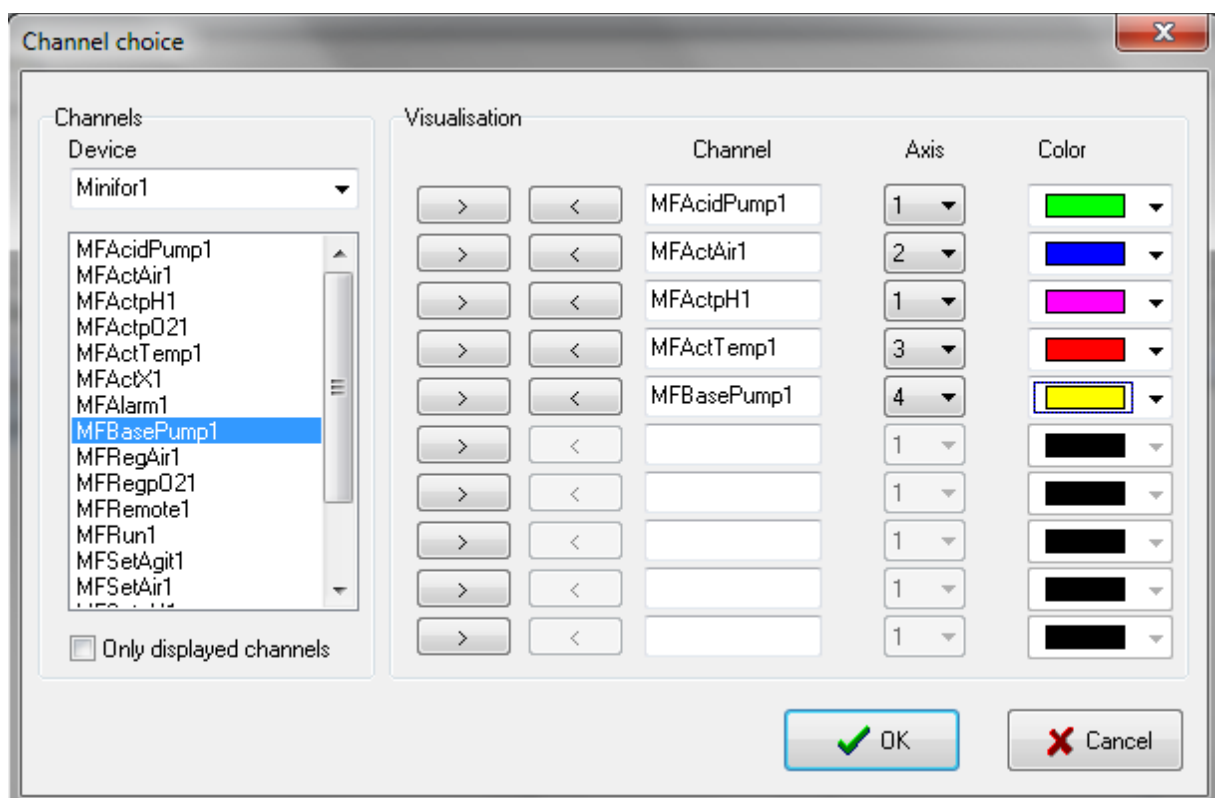 Channel choice
Channels
Device
Minifor1
MFAcidPump1
MFActAir1
MFActpH1
MFActpO21
MFActTemp1
MFActX1
MFAlarm1
MFBasePump1
MFRegAir1
MFRegpO21
MFRemote1
MFRun1
MFSetAgit1
MFSetAir1
Only displayed channels
Visualisation
Channel Axis Color
> < MFAcidPump1 1
> < MFActAir1 2
> < MFActpH1 1
> < MFActTemp1 3
> < MFBasePump1 4
> < 1
> < 1
> < 1
> < 1
> < 1
OK Cancel